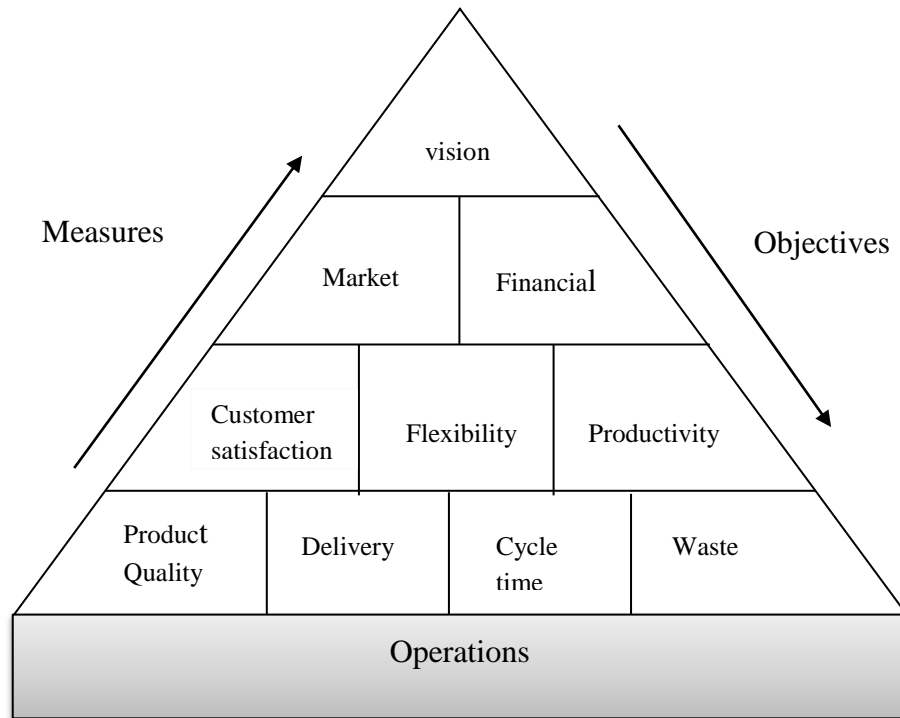 vision
Measures
Objectives
Market
Financial
Customer
satisfaction
Flexibility
Productivity
Product
Quality
Delivery
Cycle
time
Waste
Operations